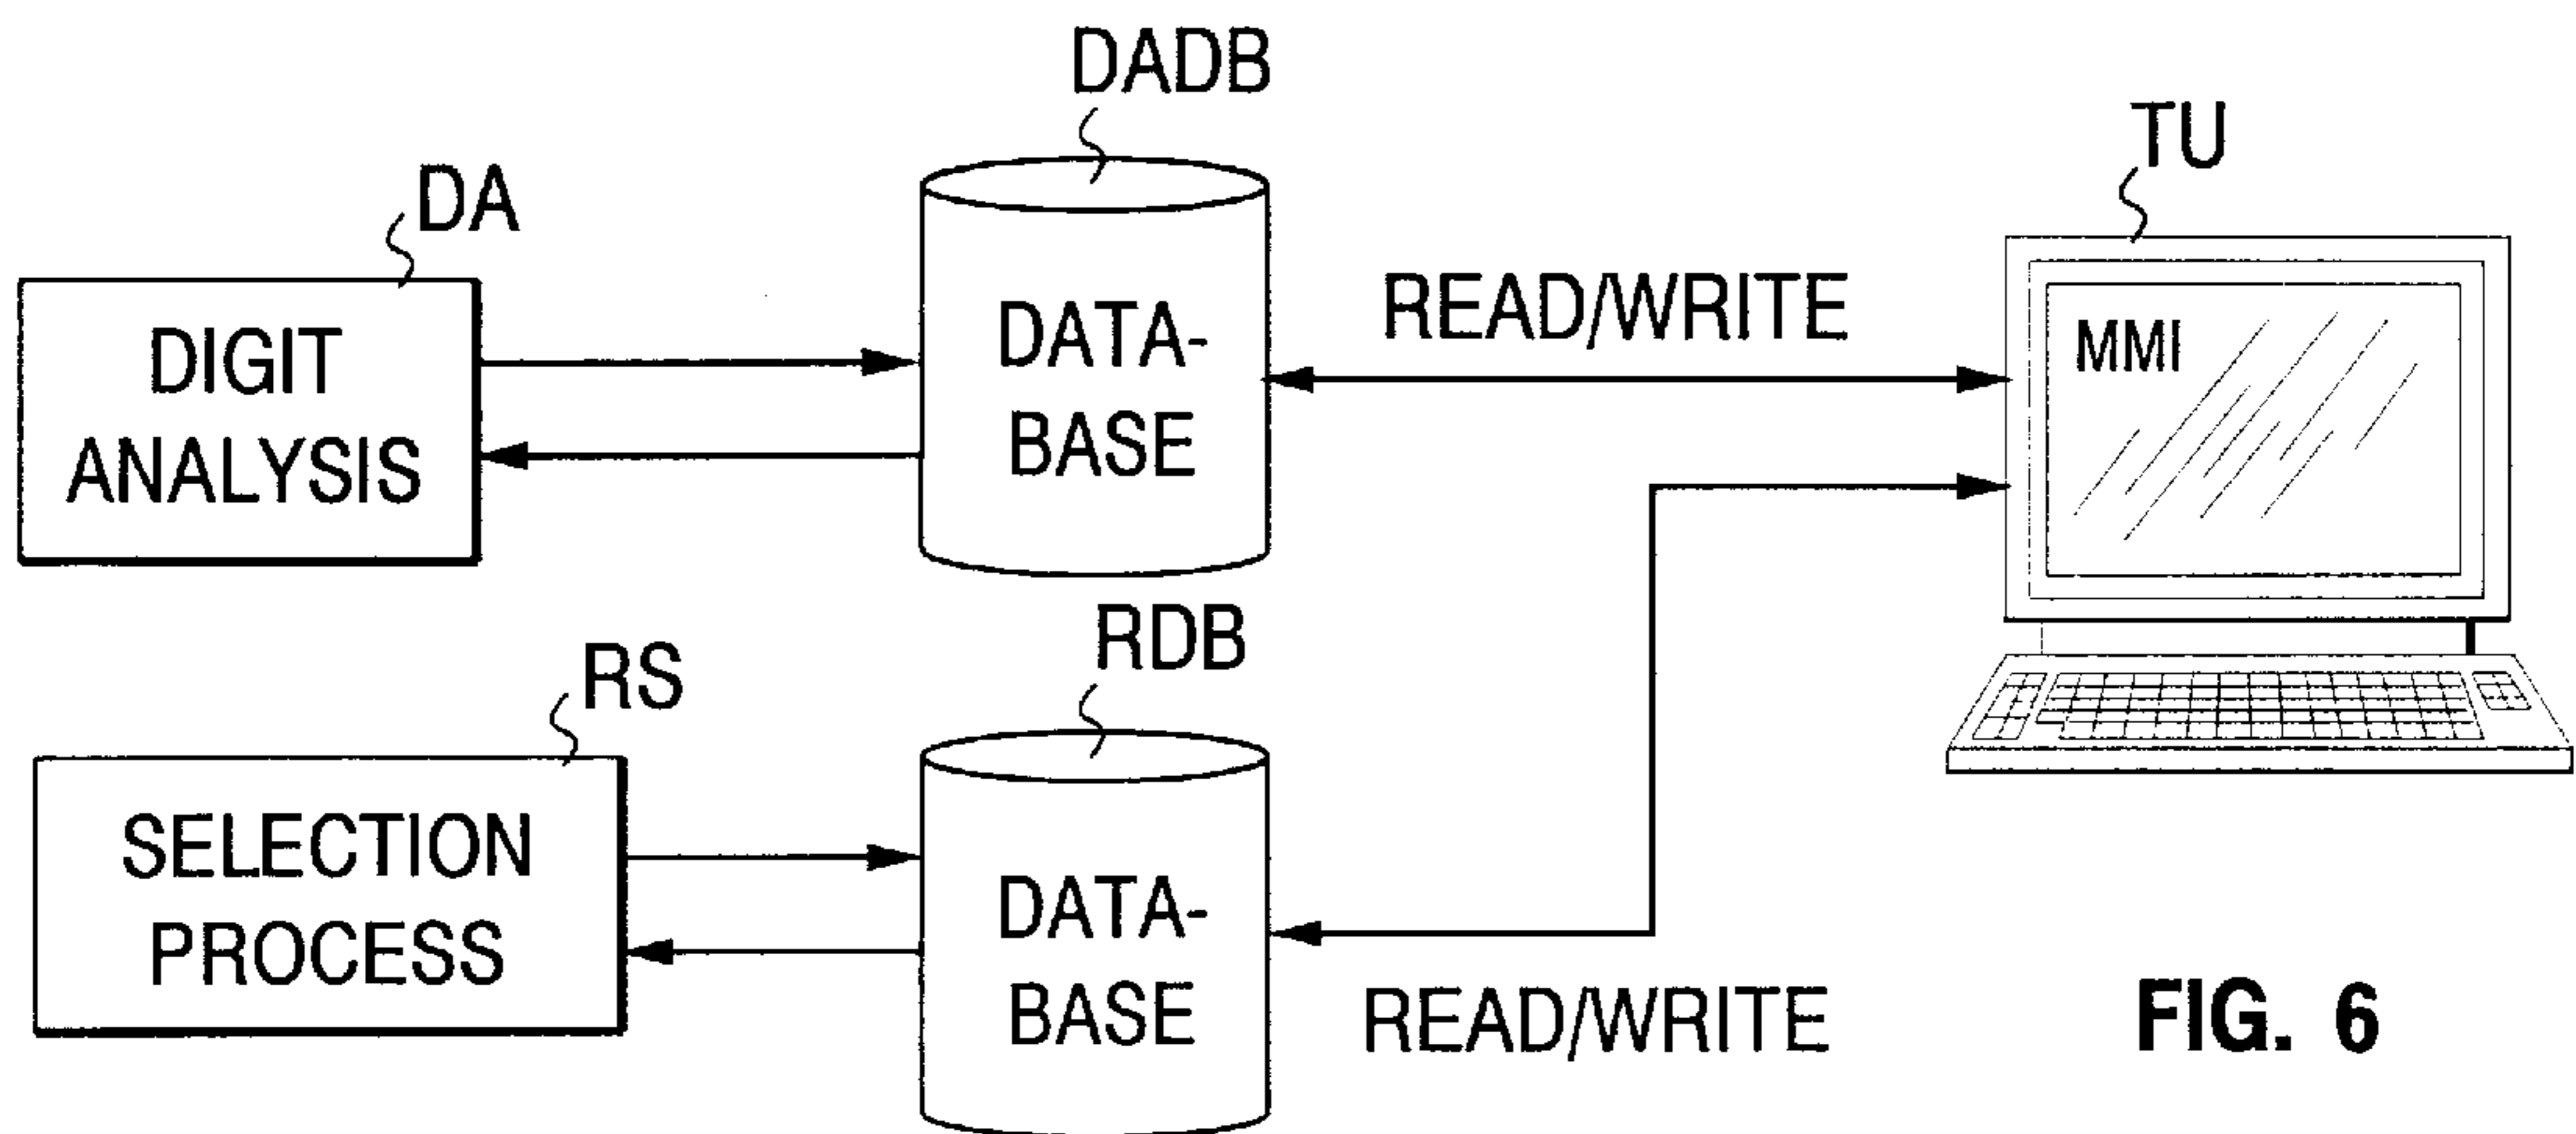 DADB
TU
DA
DIGIT
ANALYSIS
DATA-
BASE
READ/WRITE
MMI
RS
RDB
SELECTION
PROCESS
DATA-
BASE
READ/WRITE
FIG. 6